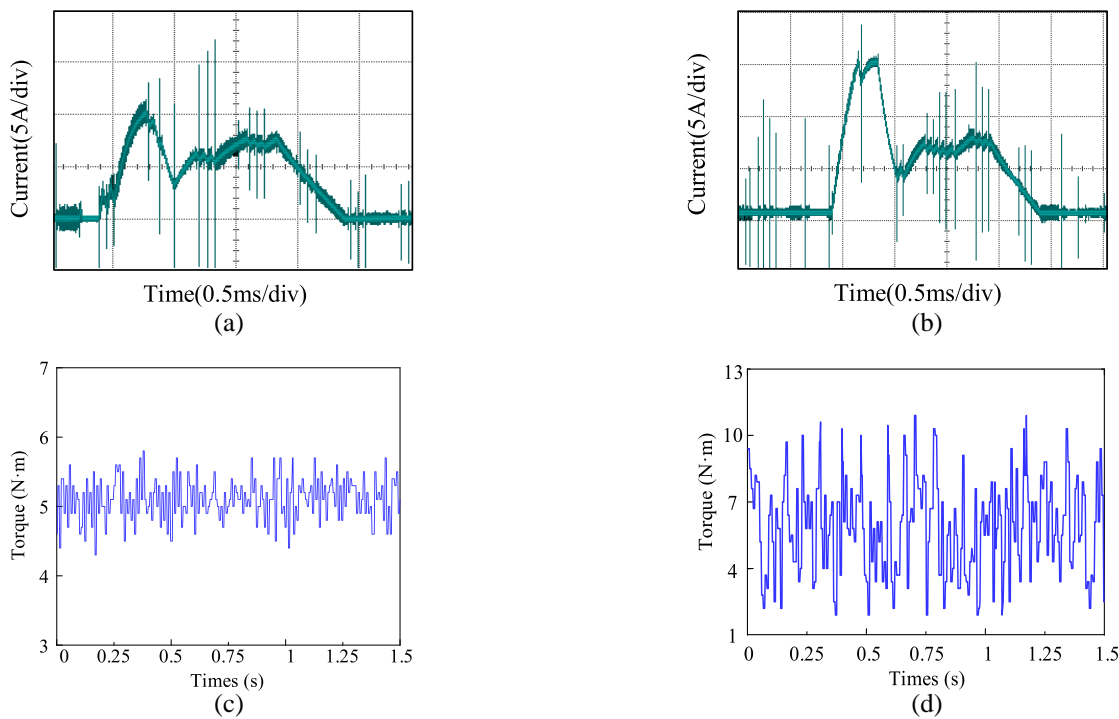 Current(5A/div)
Time(0.5ms/div)
(a)
Current(5A/div)
Time(0.5ms/div)
(b)
Torque (N·m)
7
6
5
4
3
0 0.25 0.5 0.75 1 1.25 1.5
Times (s)
(c)
Torque (N·m)
13
10
7
4
1
0 0.25 0.5 0.75 1 1.25 1.5
Times (s)
(d)